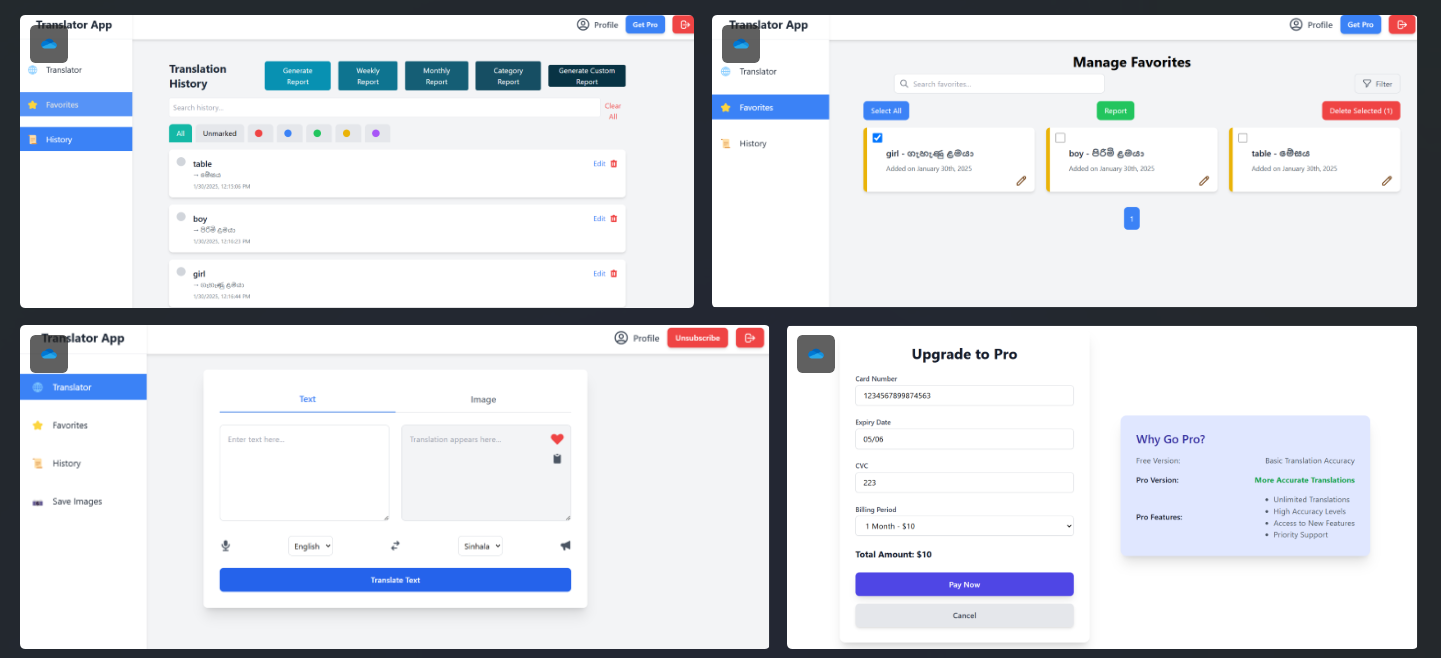 Translator App
Profile
Get Pro
Translator
Favorites
History
Translation
History
Generate
Report
Weekly
Report
Monthly
Report
Category
Report
Generate Custom
Report
Search history...
Clear
All
All
Unmarked
table
→ මේසය
1/30/2025, 12:15:06 PM
Edit
boy
→ පිරිමි ළමයා
Edit
girl
→ ගැහැණු ළමයා
1/30/2025, 12:16:44 PM
Edit
Translator App
Profile
Get Pro
Translator
Favorites
History
Manage Favorites
Search favorites...
Filter
Select All
Report
Delete Selected (1)
girl - ගැහැණු ළමයා
Added on January 30th, 2025
boy - පිරිමි ළමයා
Added on January 30th, 2025
table - මේසය
Added on January 30th, 2025
1
Translator App
Profile
Unsubscribe
Translator
Favorites
History
Save Images
Text
Image
Enter text here...
Translation appears here...
English
Sinhala
Translate Text
Upgrade to Pro
Card Number
1234567899874563
Expiry Date
05/06
CVC
223
Billing Period
1 Month - $10
Total Amount: $10
Pay Now
Cancel
Why Go Pro?
Free Version: Basic Translation Accuracy
Pro Version: More Accurate Translations
Pro Features:
• Unlimited Translations
• High Accuracy Levels
• Access to New Features
• Priority Support